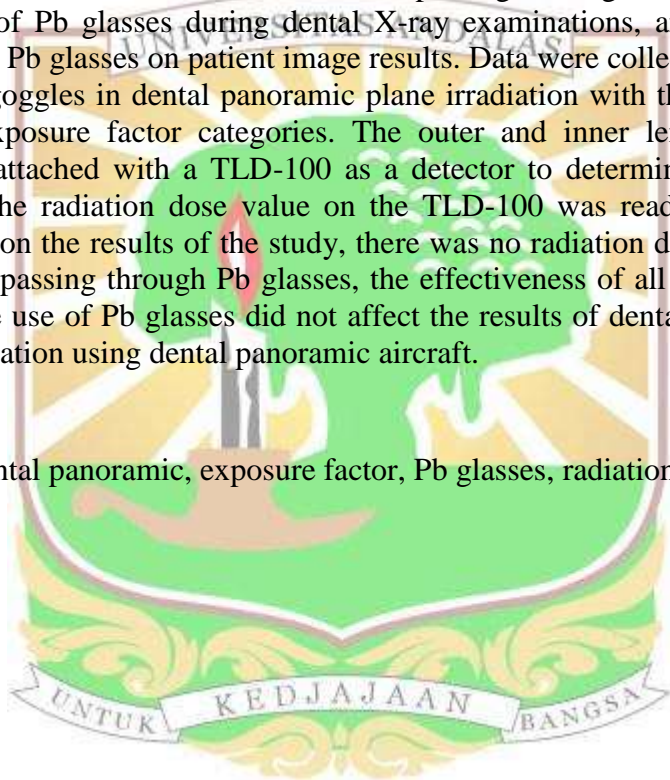 of Pb glasses during dental X-ray examinations, a
Pb glasses on patient image results. Data were colle
goggles in dental panoramic plane irradiation with th
xposure factor categories. The outer and inner le
attached with a TLD-100 as a detector to determin
he radiation dose value on the TLD-100 was read
on the results of the study, there was no radiation d
passing through Pb glasses, the effectiveness of all
e use of Pb glasses did not affect the results of denta
ation using dental panoramic aircraft.
ntal panoramic, exposure factor, Pb glasses, radiation
UNIVERSITAS ANDALAS
UNTUK KEDJAJAAN BANGSA